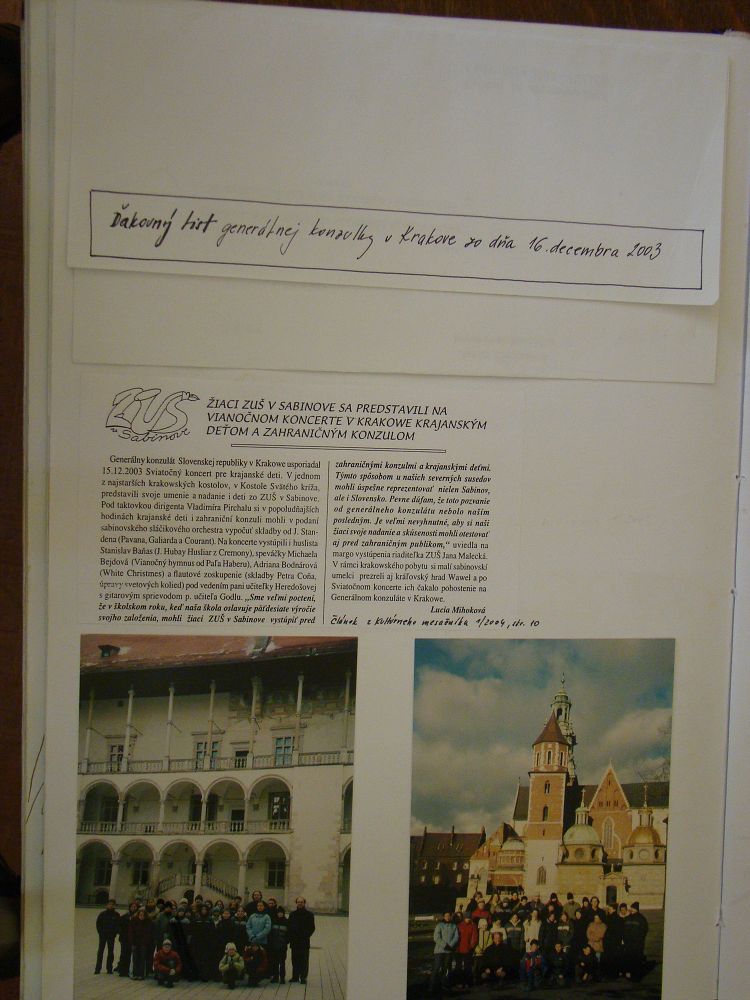 Ďakovný list generálnej konzulky v Krakove zo dňa 16. decembra 2003
ZUŠ
Sabinove
ŽIACI ZUŠ V SABINOVE SA PREDSTAVILI NA
VIANOČNOM KONCERTE V KRAKOWE KRAJANSKÝM
DEŤOM A ZAHRANIČNÝM KONZULOM
Generálny konzulát Slovenskej republiky v Krakowe usporiadal
15.12.2003 Sviatočný koncert pre krajanské deti. V jednom
z najstarších krakowských kostolov, v Kostole Svätého kríža,
predstavili svoje umenie a nadanie i deti zo ZUŠ v Sabinove.
Pod taktovkou dirigenta Vladimíra Pirchalu si v popoludňajších
hodinách krajanské deti i zahraniční konzuli mohli v podaní
sabinovského sláčikového orchestra vypočuť skladby od J. Stan-
dena (Pavana, Galiarda a Courant). Na koncerte vystúpili i huslista
Stanislav Baňas (J. Hubay Husliar z Cremony), speváčky Michaela
Bejdová (Vianočný hymnus od Paľa Haberu), Adriana Bodnárová
(White Christmes) a flautové zoskupenie (skladby Petra Coňa,
úpravy svetových kolied) pod vedením pani učiteľky Heredošovej
s gitarovým sprievodom p. učiteľa Godlu. „Sme veľmi poctení,
že v školskom roku, keď naša škola oslavuje päťdesiate výročie
svojho založenia, mohli žiaci ZUŠ v Sabinove vystúpiť pred
zahraničnými konzulmi a krajanskými deťmi.
Týmto spôsobom u našich severných susedov
mohli úspešne reprezentovať nielen Sabinov,
ale i Slovensko. Pevne dúfam, že toto pozvanie
od generálneho konzulátu nebolo naším
posledným. Je veľmi nevyhnutné, aby si naši
žiaci svoje nadanie a skúsenosti mohli otestovať
aj pred zahraničným publikom,“ uviedla na
margo vystúpenia riaditeľka ZUŠ Jana Malecká.
V rámci krakowského pobytu si malí sabinovskí
umelci prezreli aj kráľovský hrad Wawel a po
Sviatočnom koncerte ich čakalo pohostenie na
Generálnom konzuláte v Krakowe.
Lucia Mihoková
článok z Kultúrneho mesačníka 1/2004, str. 10